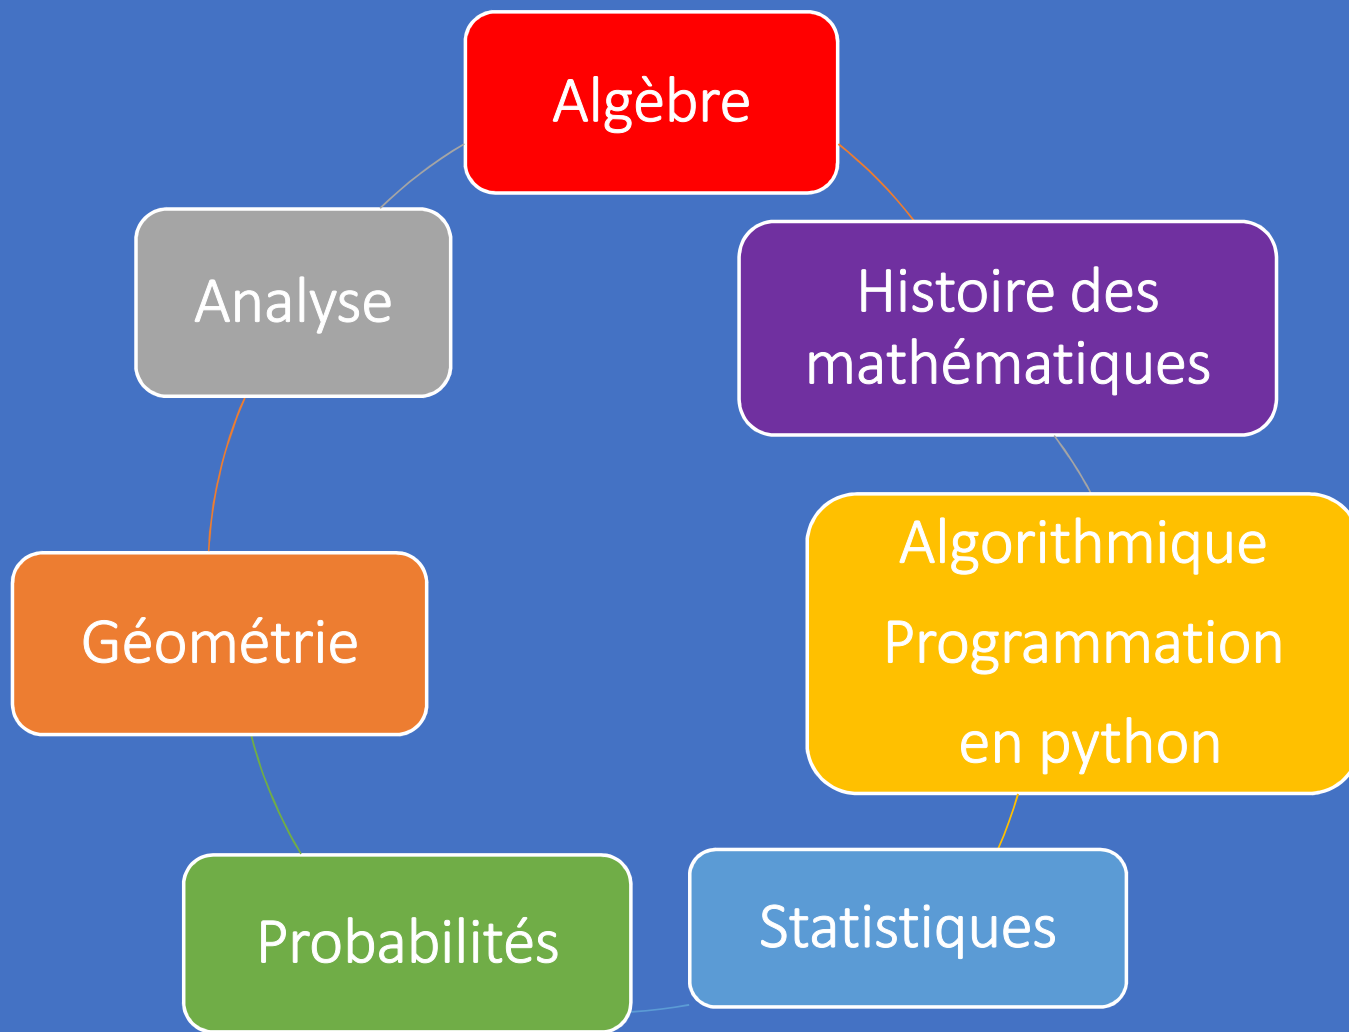 Algèbre
Histoire des
mathématiques
Algorithmique
Programmation
en python
Statistiques
Probabilités
Géométrie
Analyse